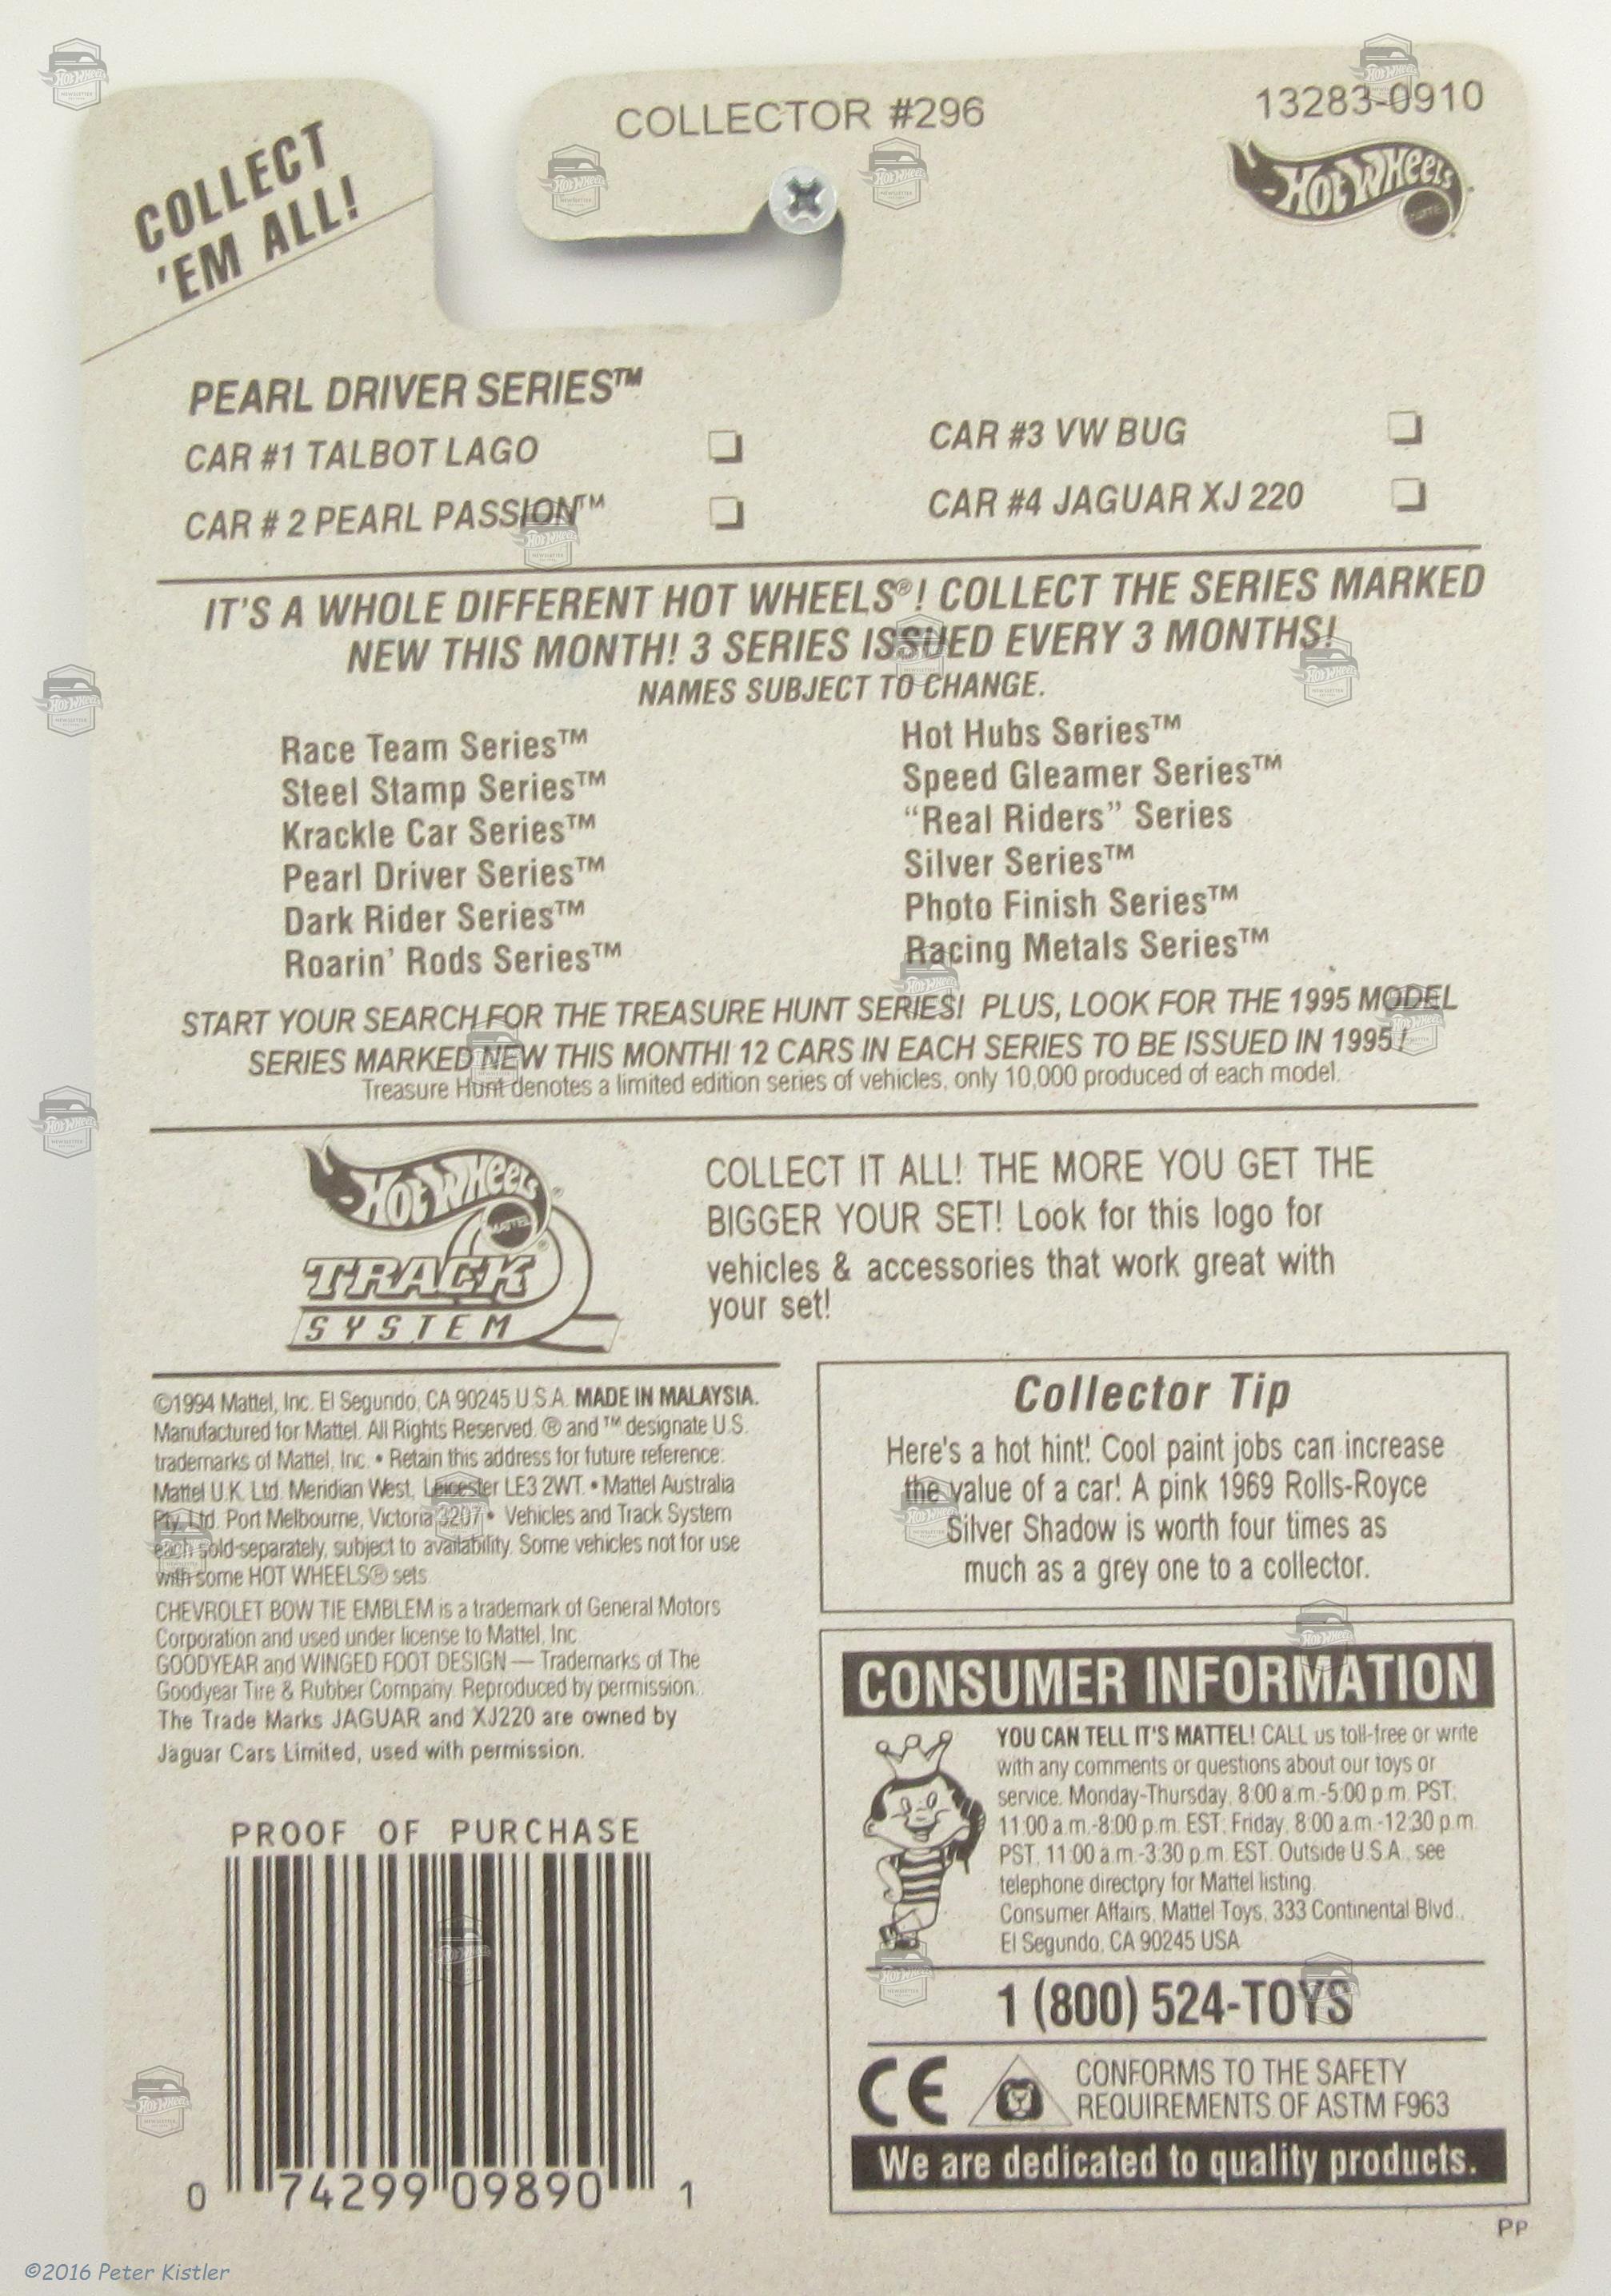 COLLECT
'EM ALL!
COLLECTOR #296
13283-0910
HOT WHEELS
PEARL DRIVER SERIES™
CAR #1 TALBOT LAGO
CAR # 2 PEARL PASSION™
CAR #3 VW BUG
CAR #4 JAGUAR XJ 220
IT'S A WHOLE DIFFERENT HOT WHEELS®! COLLECT THE SERIES MARKED
NEW THIS MONTH! 3 SERIES ISSUED EVERY 3 MONTHS!
NAMES SUBJECT TO CHANGE.
Race Team Series™
Steel Stamp Series™
Krackle Car Series™
Pearl Driver Series™
Dark Rider Series™
Roarin' Rods Series™
Hot Hubs Series™
Speed Gleamer Series™
“Real Riders” Series
Silver Series™
Photo Finish Series™
Racing Metals Series™
START YOUR SEARCH FOR THE TREASURE HUNT SERIES! PLUS, LOOK FOR THE 1995 MODEL
SERIES MARKED NEW THIS MONTH! 12 CARS IN EACH SERIES TO BE ISSUED IN 1995!
Treasure Hunt denotes a limited edition series of vehicles, only 10,000 produced of each model.
HOT WHEELS
MATTEL
TRACK
SYSTEM
COLLECT IT ALL! THE MORE YOU GET THE
BIGGER YOUR SET! Look for this logo for
vehicles & accessories that work great with
your set!
©1994 Mattel, Inc. El Segundo, CA 90245 U.S.A. MADE IN MALAYSIA.
Manufactured for Mattel. All Rights Reserved. ® and ™ designate U.S.
trademarks of Mattel, Inc. • Retain this address for future reference:
Mattel U.K. Ltd. Meridian West, Leicester LE3 2WT. • Mattel Australia
Pty. Ltd. Port Melbourne, Victoria 3207 • Vehicles and Track System
each sold separately, subject to availability. Some vehicles not for use
with some HOT WHEELS® sets
CHEVROLET BOW TIE EMBLEM is a trademark of General Motors
Corporation and used under license to Mattel, Inc
GOODYEAR and WINGED FOOT DESIGN — Trademarks of The
Goodyear Tire & Rubber Company. Reproduced by permission.
The Trade Marks JAGUAR and XJ220 are owned by
Jaguar Cars Limited, used with permission.
Collector Tip
Here's a hot hint! Cool paint jobs can increase
the value of a car! A pink 1969 Rolls-Royce
Silver Shadow is worth four times as
much as a grey one to a collector.
CONSUMER INFORMATION
YOU CAN TELL IT'S MATTEL! CALL us toll-free or write
with any comments or questions about our toys or
service. Monday-Thursday, 8:00 a.m.-5:00 p.m. PST;
11:00 a.m.-8:00 p.m. EST; Friday, 8:00 a.m.-12:30 p.m.
PST, 11:00 a.m.-3:30 p.m. EST. Outside U.S.A., see
telephone directory for Mattel listing.
Consumer Affairs, Mattel Toys, 333 Continental Blvd.,
El Segundo, CA 90245 USA
1 (800) 524-TOYS
CE
CONFORMS TO THE SAFETY
REQUIREMENTS OF ASTM F963
We are dedicated to quality products.
PROOF OF PURCHASE
0 74299 09890 1
PP
©2016 Peter Kistler